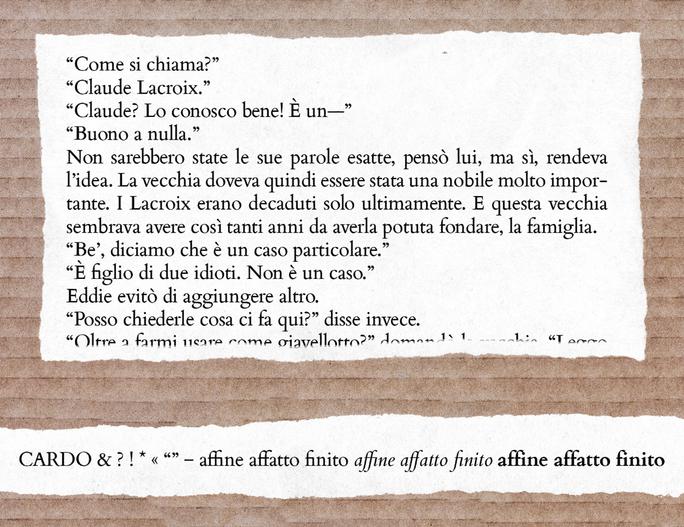 “Come si chiama?”
“Claude Lacroix.”
“Claude? Lo conosco bene! È un—”
“Buono a nulla.”
Non sarebbero state le sue parole esatte, pensò lui, ma sì, rendeva
l’idea. La vecchia doveva quindi essere stata una nobile molto impor-
tante. I Lacroix erano decaduti solo ultimamente. E questa vecchia
sembrava avere così tanti anni da averla potuta fondare, la famiglia.
“Be’, diciamo che è un caso particolare.”
“È figlio di due idioti. Non è un caso.”
Eddie evitò di aggiungere altro.
“Posso chiederle cosa ci fa qui?” disse invece.
“Oltre a farmi usare come giavellotto?” domandò la vecchia. “Leggo
CARDO & ? ! * « “” – affine affatto finito affine affatto finito affine affatto finito